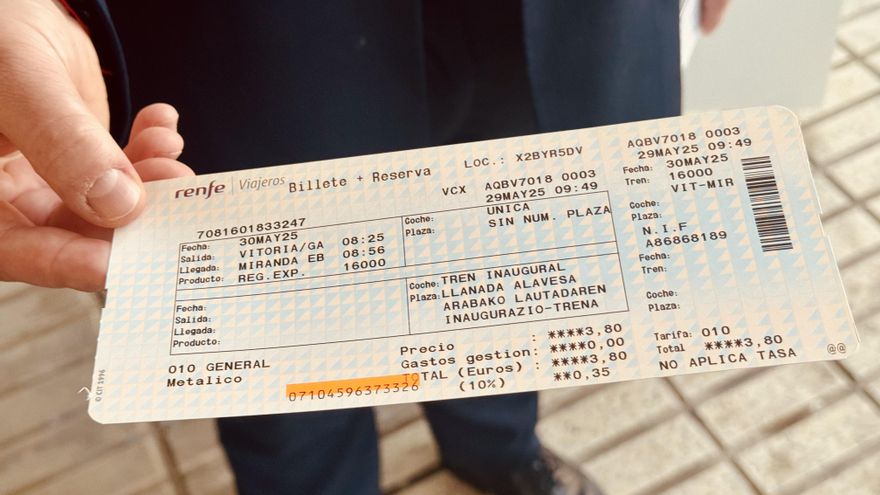 renfe | Viajeros Billete + Reserva LOC.: X2BYR5DV
VCX AQBV7018 0003
29MAY25 09:49
7081601833247
Fecha: 30MAY25
Salida: VITORIA/GA 08:25
Llegada: MIRANDA EB 08:56
Producto: REG.EXP. 16000
Coche: UNICA
Plaza: SIN NUM. PLAZA
Fecha:
Salida:
Llegada:
Producto:
Coche: TREN INAUGURAL
Plaza: LLANADA ALAVESA
ARABAKO LAUTADAREN
INAUGURAZIO-TRENA
010 GENERAL
Metalico
07104596373326
Precio : ****3,80
Gastos gestion: ****0,00
TOTAL (Euros) : ****3,80
(10%) : **0,35
© CIT 1996
AQBV7018 0003
29MAY25 09:49
Fecha: 30MAY25
Tren: 16000
VIT-MIR
Coche:
Plaza:
N.I.F
A86868189
Fecha:
Tren:
Coche:
Plaza:
Tarifa: 010
Total ****3,80
NO APLICA TASA
@@